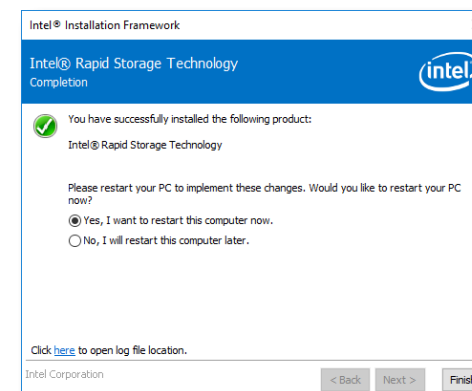 Intel® Installation Framework
Intel® Rapid Storage Technology
Completion
intel
You have successfully installed the following product:
Intel® Rapid Storage Technology
Please restart your PC to implement these changes. Would you like to restart your PC
now?
Yes, I want to restart this computer now.
No, I will restart this computer later.
Click here to open log file location.
Intel Corporation
< Back
Next >
Finish